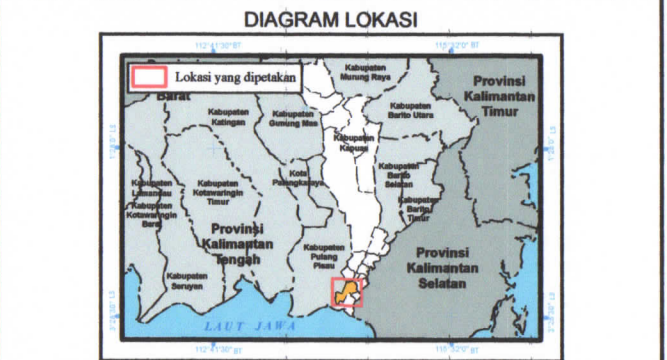 DIAGRAM LOKASI
112°41'30" BT
115°32'0" BT
Lokasi yang dipetakan
Barat
Kabupaten
Murung Raya
Provinsi
Kalimantan
Timur
Kabupaten
Katingan
Kabupaten
Gunung Mas
Kabupaten
Barito Utara
Kabupaten
Kapuas
Kabupaten
Lamandau
Kabupaten
Kotawaringin
Barat
Kabupaten
Kotawaringin
Timur
Kota
Palangkaraya
Kabupaten
Barito
Selatan
Kabupaten
Barito
Timur
Provinsi
Kalimantan
Tengah
Kabupaten
Pulang
Pisau
Provinsi
Kalimantan
Selatan
Kabupaten
Seruyan
LAUT JAWA
112°41'30" BT
115°32'0" BT